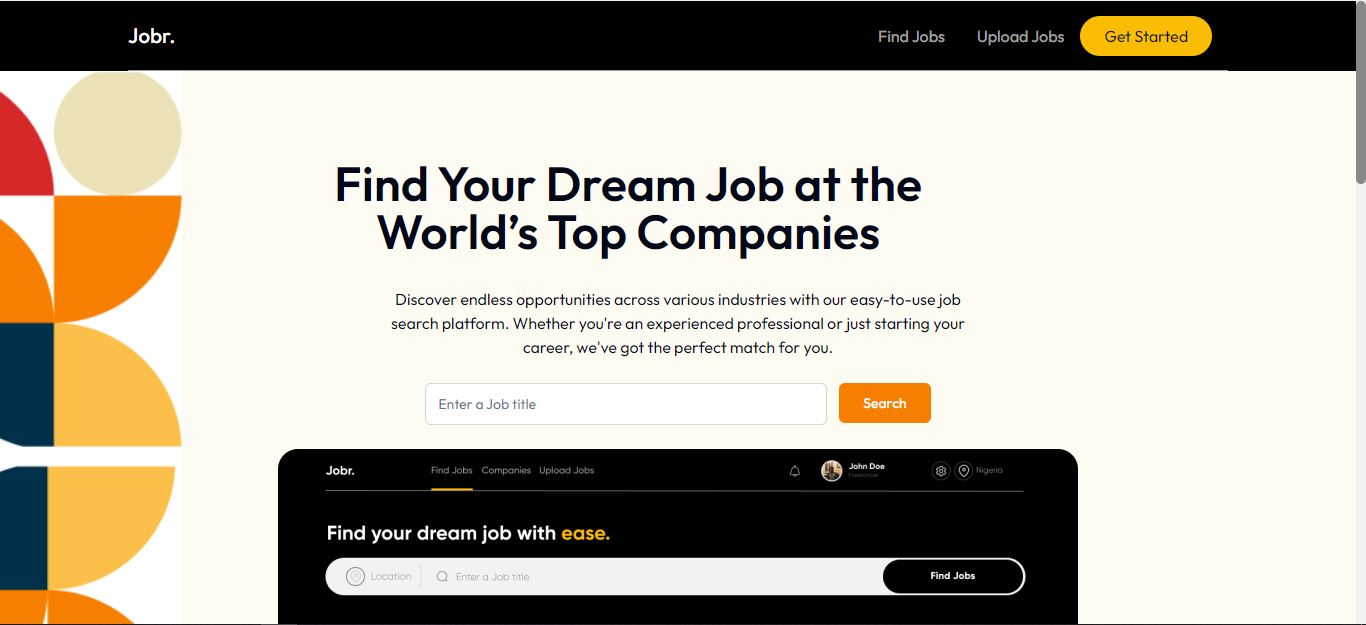 Jobr.
Find Jobs
Upload Jobs
Get Started
Find Your Dream Job at the
World’s Top Companies
Discover endless opportunities across various industries with our easy-to-use job
search platform. Whether you're an experienced professional or just starting your
career, we've got the perfect match for you.
Enter a Job title
Search
Jobr.
Find Jobs
Companies
Upload Jobs
John Doe
Freelancer
Nigeria
Find your dream job with ease.
Location
Enter a Job title
Find Jobs